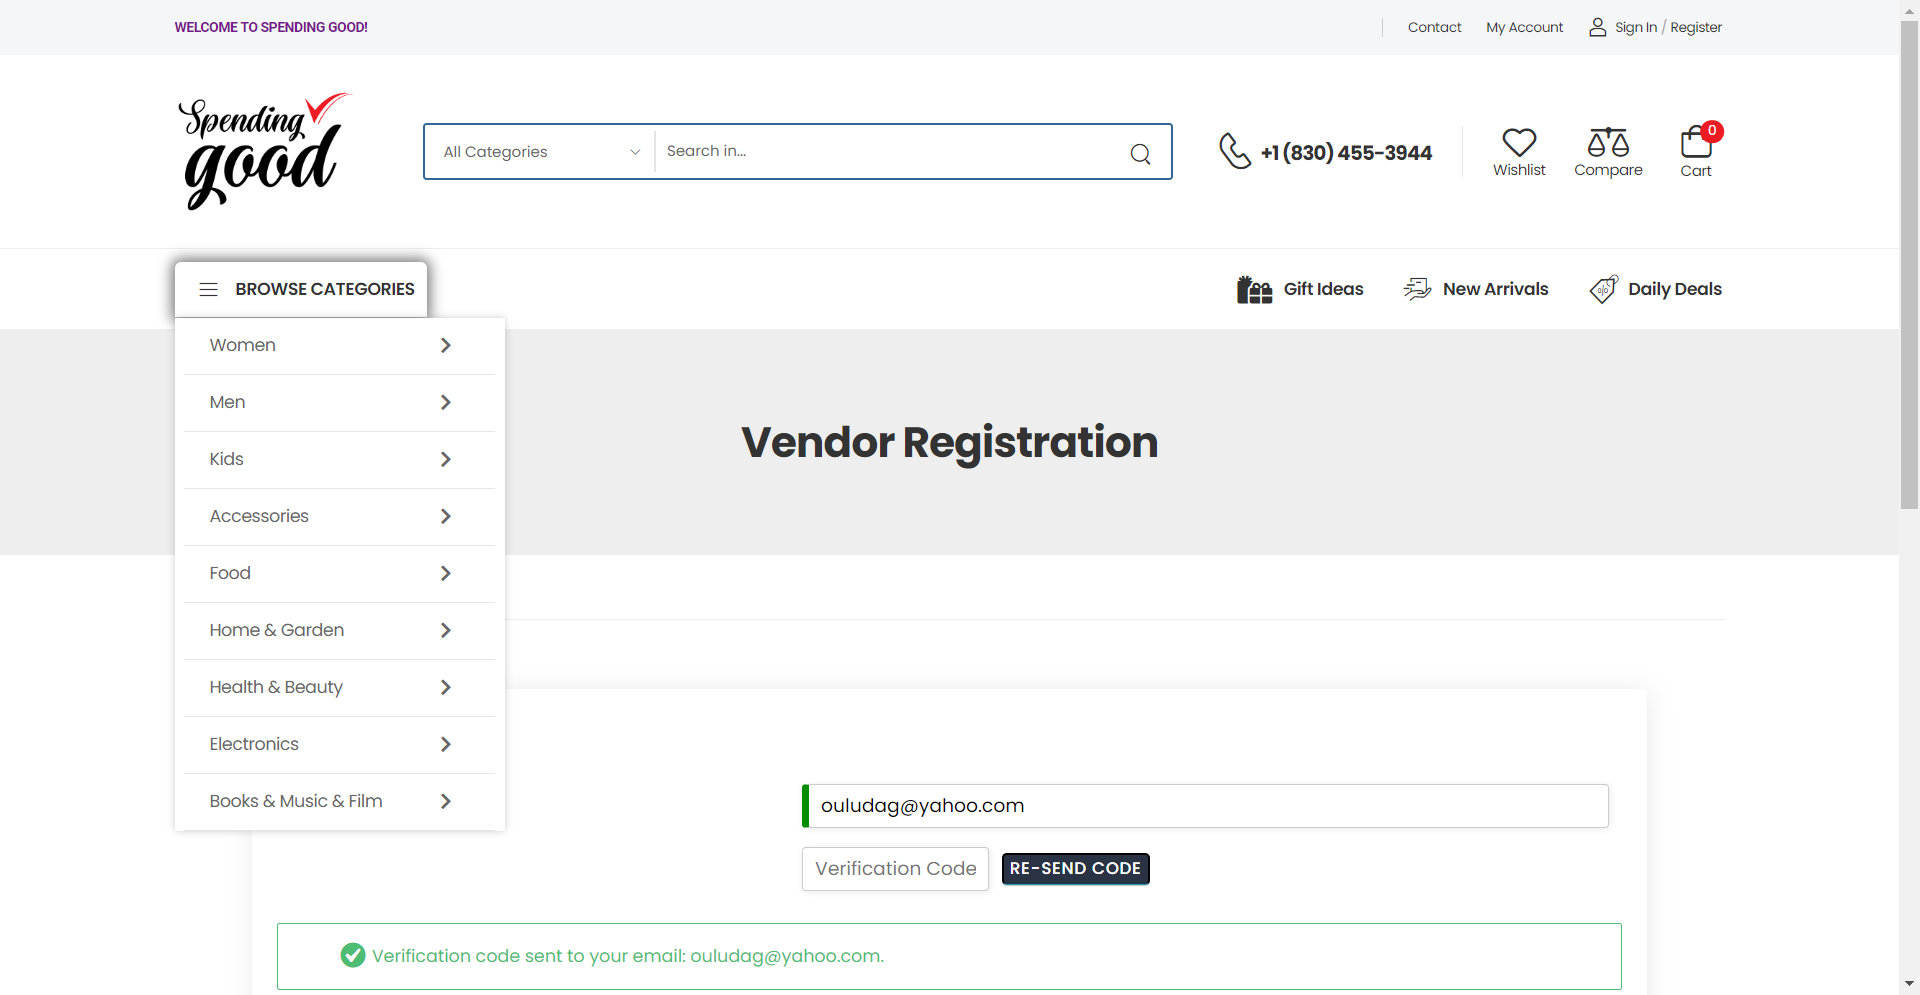 WELCOME TO SPENDING GOOD!
Contact My Account Sign In / Register
Spending
good
All Categories
Search in...
+1 (830) 455-3944
Wishlist
Compare
0
Cart
BROWSE CATEGORIES
Gift Ideas
New Arrivals
Daily Deals
Women
Men
Kids
Accessories
Food
Home & Garden
Health & Beauty
Electronics
Books & Music & Film
Vendor Registration
ouludag@yahoo.com
Verification Code
RE-SEND CODE
Verification code sent to your email: ouludag@yahoo.com.